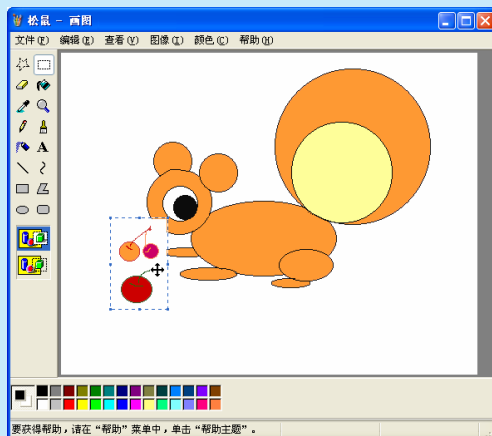 松鼠 - 画图
文件(F) 编辑(E) 查看(V) 图像(I) 颜色(C) 帮助(H)
A
要获得帮助，请在“帮助”菜单中，单击“帮助主题”。